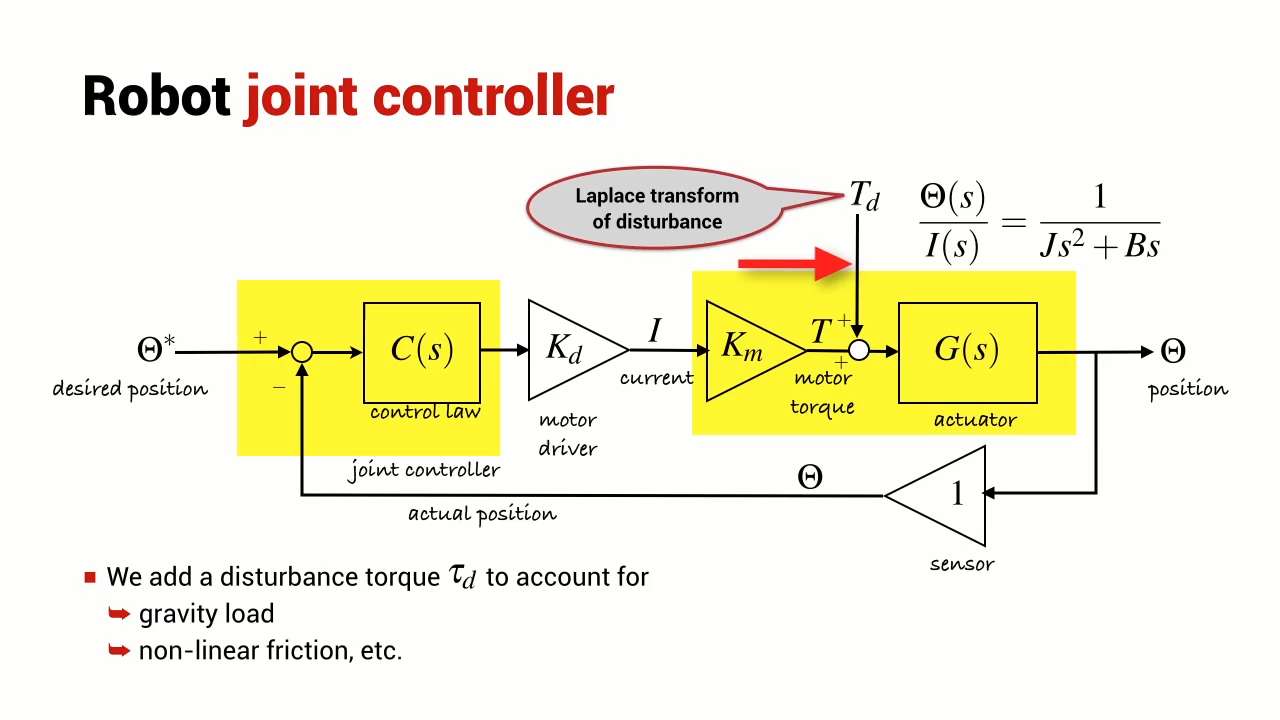 Robot joint controller
Laplace transform
of disturbance
T_d
Θ(s)/I(s) = 1/(Js² + Bs)
Θ*
desired position
+
−
C(s)
control law
joint controller
K_d
motor
driver
I
current
K_m
T
+
+
motor
torque
G(s)
actuator
Θ
position
Θ
1
sensor
actual position
We add a disturbance torque τ_d to account for
gravity load
non-linear friction, etc.